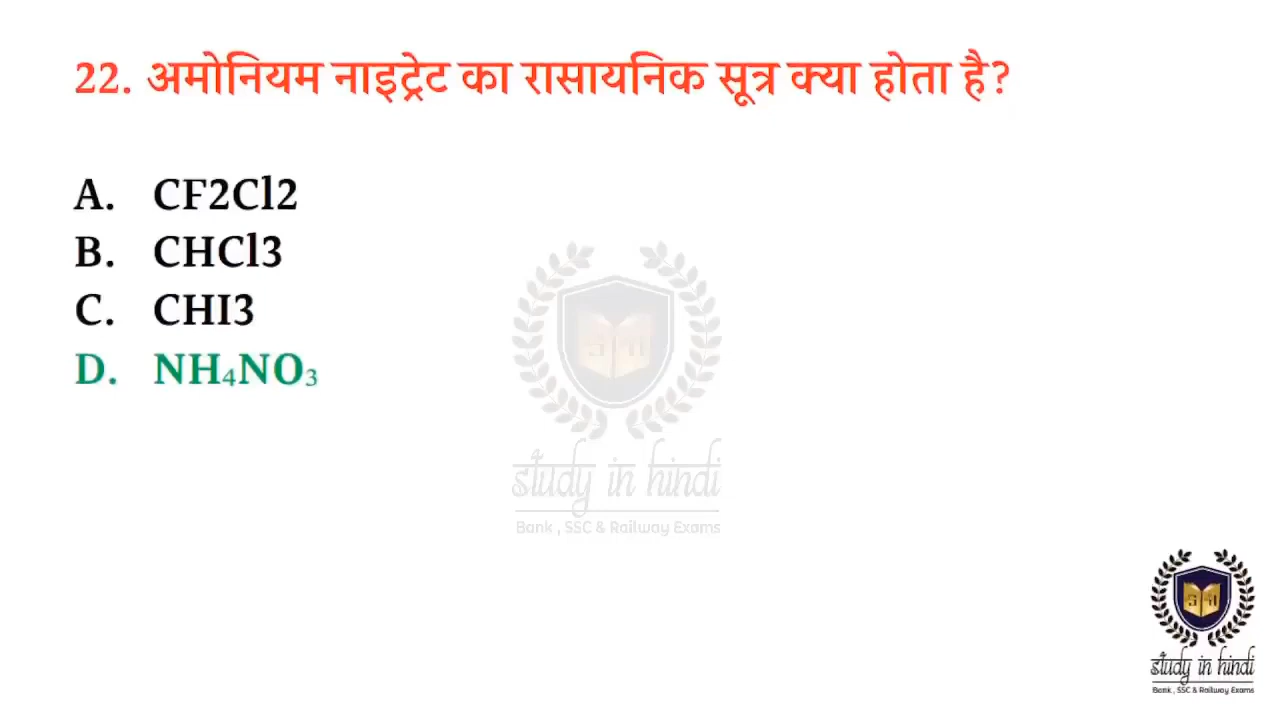 22. अमोनियम नाइट्रेट का रासायनिक सूत्र क्या होता है?
A. CF2Cl2
B. CHCl3
C. CHI3
D. NH₄NO₃
study in hindi
Bank , SSC & Railway Exams
study in hindi
Bank , SSC & Railway Exams